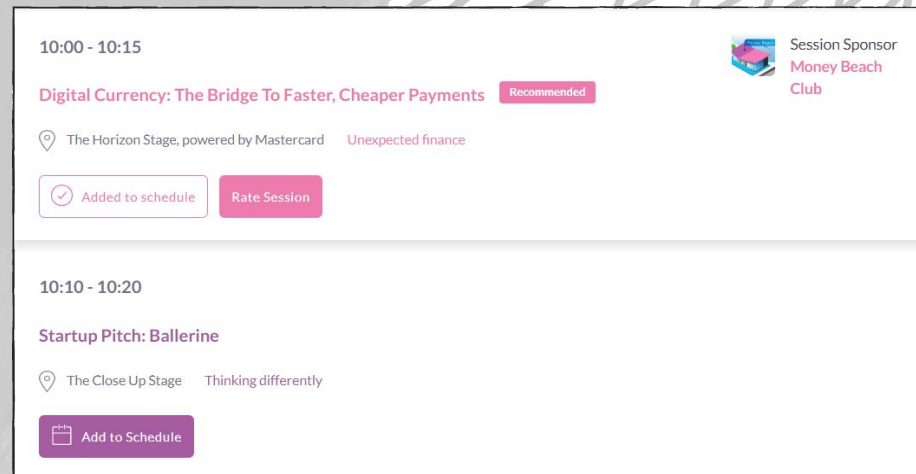 10:00 - 10:15
Session Sponsor
Money Beach
Club
Digital Currency: The Bridge To Faster, Cheaper Payments
Recommended
The Horizon Stage, powered by Mastercard
Unexpected finance
Added to schedule
Rate Session
10:10 - 10:20
Startup Pitch: Ballerine
The Close Up Stage
Thinking differently
Add to Schedule